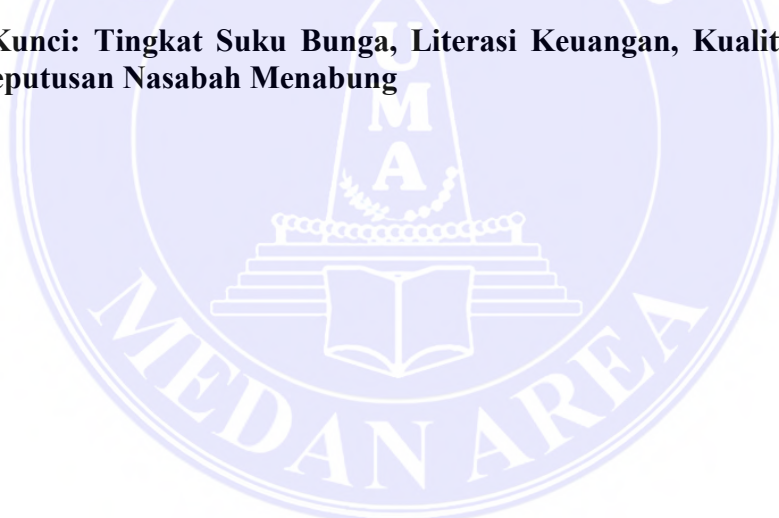 Kunci: Tingkat Suku Bunga, Literasi Keuangan, Kualit
eputusan Nasabah Menabung
U
M
A
MEDAN AREA